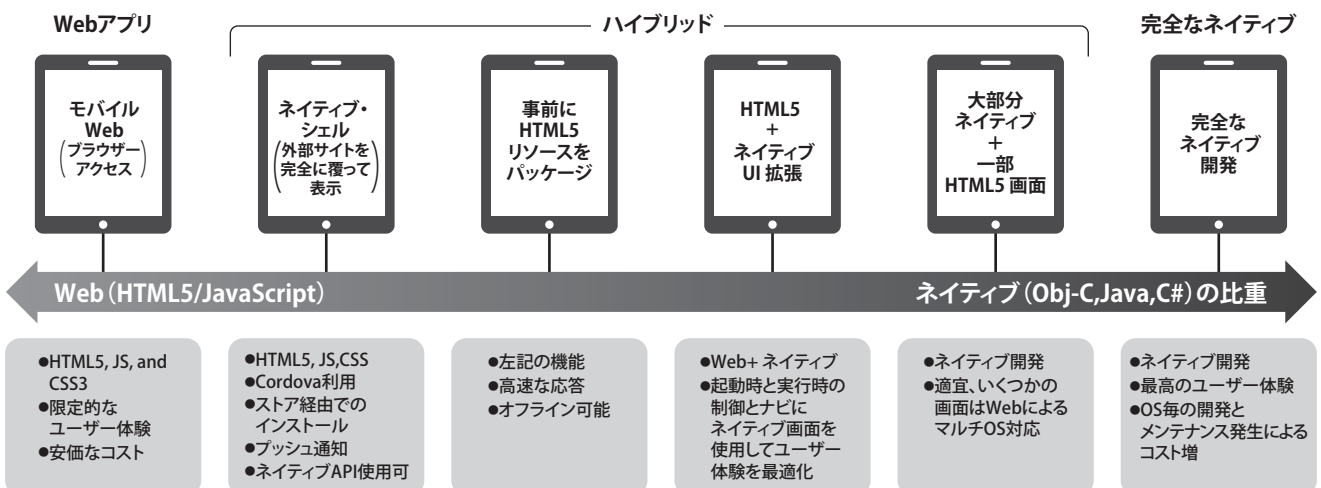 Webアプリ
ハイブリッド
完全なネイティブ
モバイル
Web
(ブラウザー
アクセス)
ネイティブ・
シェル
(外部サイトを
完全に覆って
表示)
事前に
HTML5
リソースを
パッケージ
HTML5
+
ネイティブ
UI 拡張
大部分
ネイティブ
+
一部
HTML5 画面
完全な
ネイティブ
開発
Web(HTML5/JavaScript)
ネイティブ(Obj-C,Java,C#)の比重
●HTML5, JS, and
CSS3
●限定的な
ユーザー体験
●安価なコスト
●HTML5, JS,CSS
●Cordova利用
●ストア経由での
インストール
●プッシュ通知
●ネイティブAPI使用可
●左記の機能
●高速な応答
●オフライン可能
●Web+ ネイティブ
●起動時と実行時の
制御とナビに
ネイティブ画面を
使用してユーザー
体験を最適化
●ネイティブ開発
●適宜、いくつかの
画面はWebによる
マルチOS対応
●ネイティブ開発
●最高のユーザー体験
●OS毎の開発と
メンテナンス発生による
コスト増